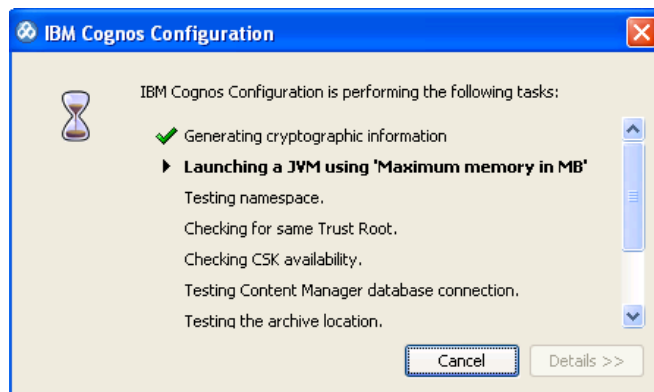 IBM Cognos Configuration
IBM Cognos Configuration is performing the following tasks:
Generating cryptographic information
Launching a JVM using 'Maximum memory in MB'
Testing namespace.
Checking for same Trust Root.
Checking CSK availability.
Testing Content Manager database connection.
Testing the archive location.
Cancel
Details >>